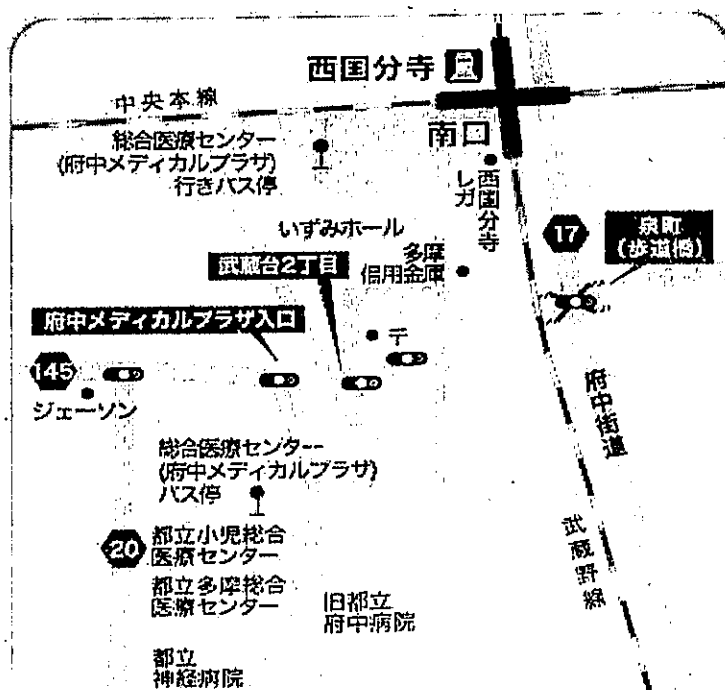 西国分寺
中央本線
南口
総合医療センター
(府中メディカルプラザ)
行きバス停
西国分寺
レガ
17
泉町
(歩道橋)
いずみホール
多摩
信用金庫
武蔵台2丁目
府中メディカルプラザ入口
〒
145
ジェーソン
府中街道
総合医療センター
(府中メディカルプラザ)
バス停
20
都立小児総合
医療センター
武蔵野線
都立多摩総合
医療センター
旧都立
府中病院
都立
神経病院